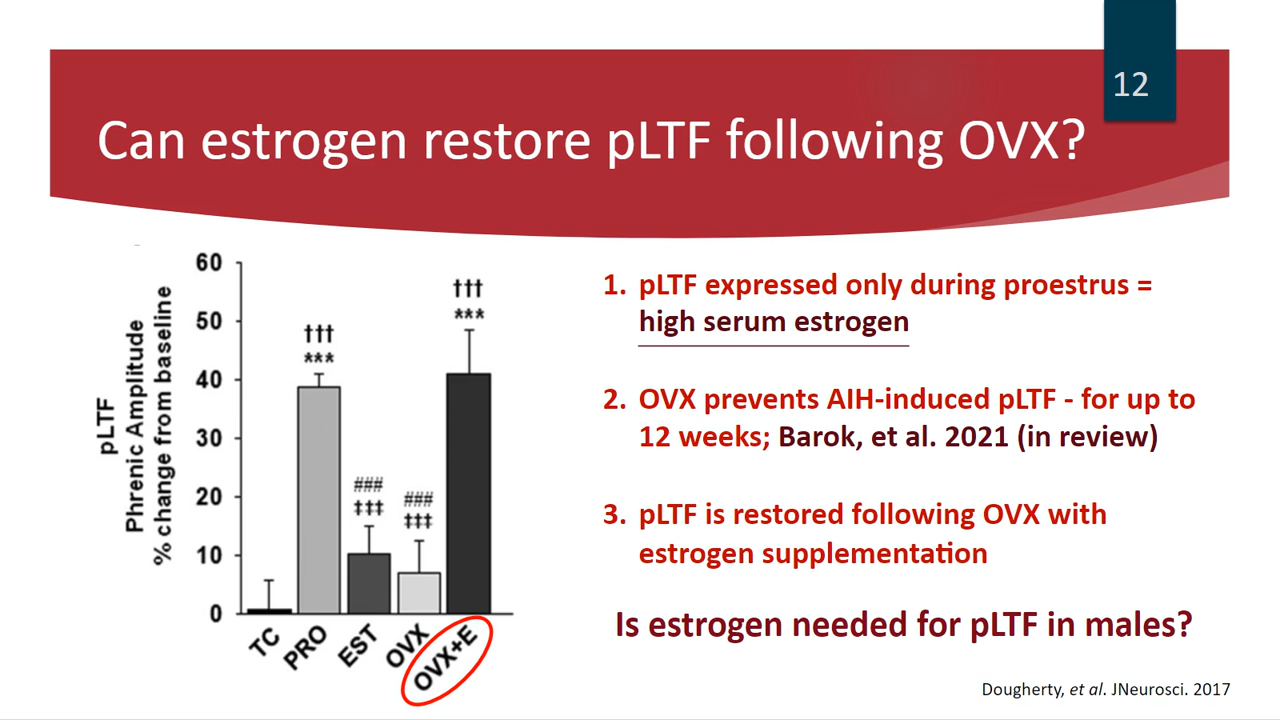 12
Can estrogen restore pLTF following OVX?
pLTF
Phrenic Amplitude
% change from baseline
60
50
40
30
20
10
0
†††
***
###
‡‡‡
###
‡‡‡
†††
***
TC
PRO
EST
OVX
OVX+E
1. pLTF expressed only during proestrus =
high serum estrogen
2. OVX prevents AIH-induced pLTF - for up to
12 weeks; Barok, et al. 2021 (in review)
3. pLTF is restored following OVX with
estrogen supplementation
Is estrogen needed for pLTF in males?
Dougherty, et al. JNeurosci. 2017